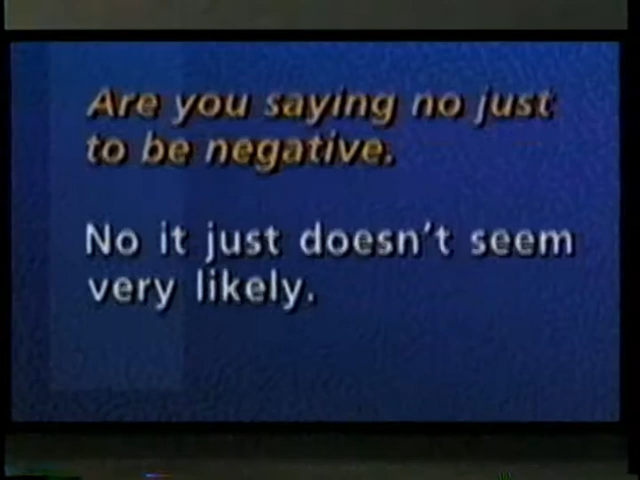 Are you saying no just
to be negative.
No it just doesn't seem
very likely.